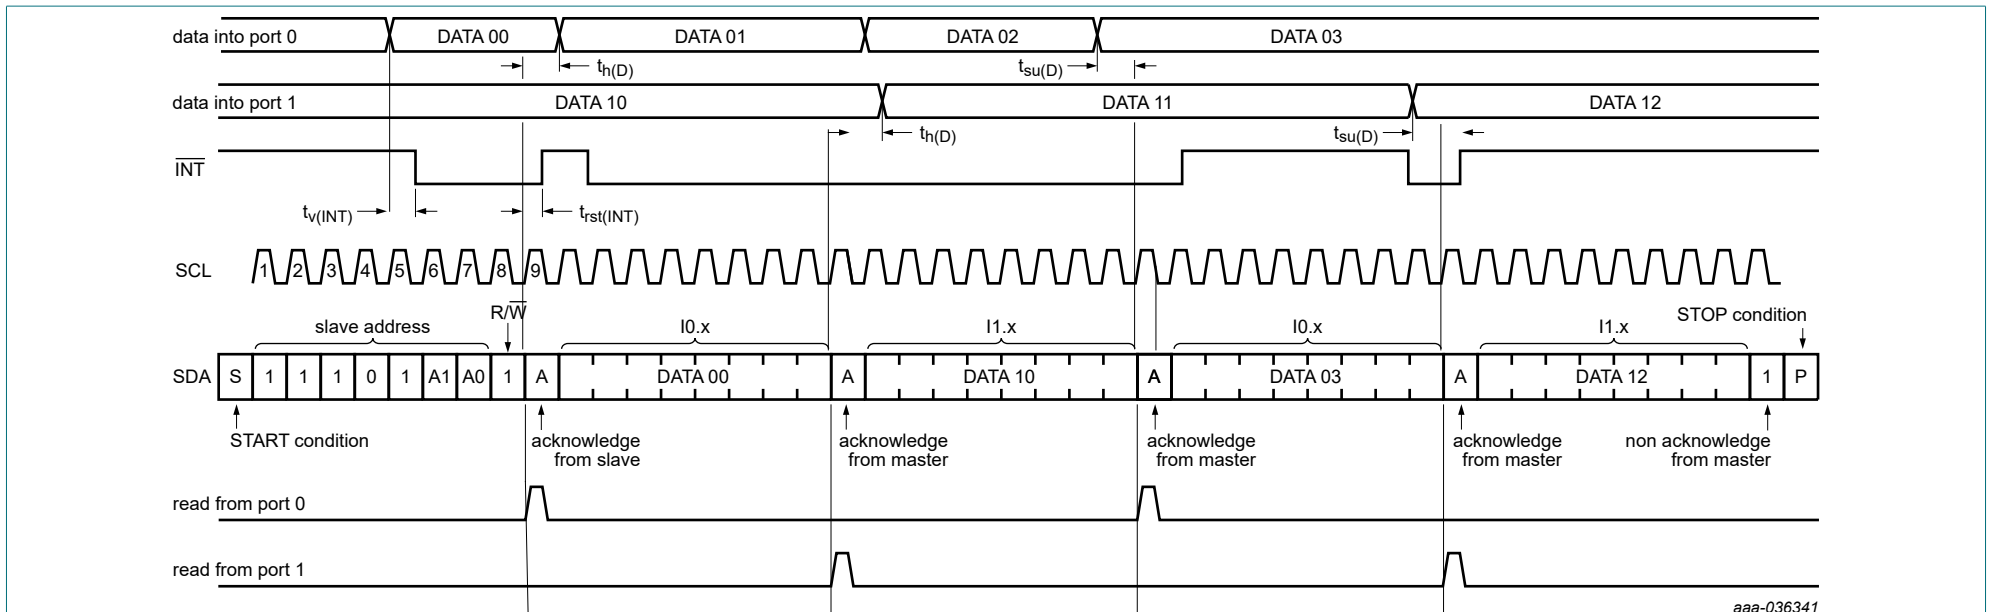 data into port 0 DATA 00 DATA 01 DATA 02 DATA 03
th(D) tsu(D)
data into port 1 DATA 10 DATA 11 DATA 12
th(D) tsu(D)
INT
tv(INT) trst(INT)
SCL 1 2 3 4 5 6 7 8 9
R/W
slave address I0.x I1.x I0.x I1.x STOP condition
SDA S 1 1 1 0 1 A1 A0 1 A DATA 00 A DATA 10 A DATA 03 A DATA 12 1 P
START condition acknowledge acknowledge acknowledge acknowledge non acknowledge
from slave from master from master from master from master
read from port 0
read from port 1
aaa-036341